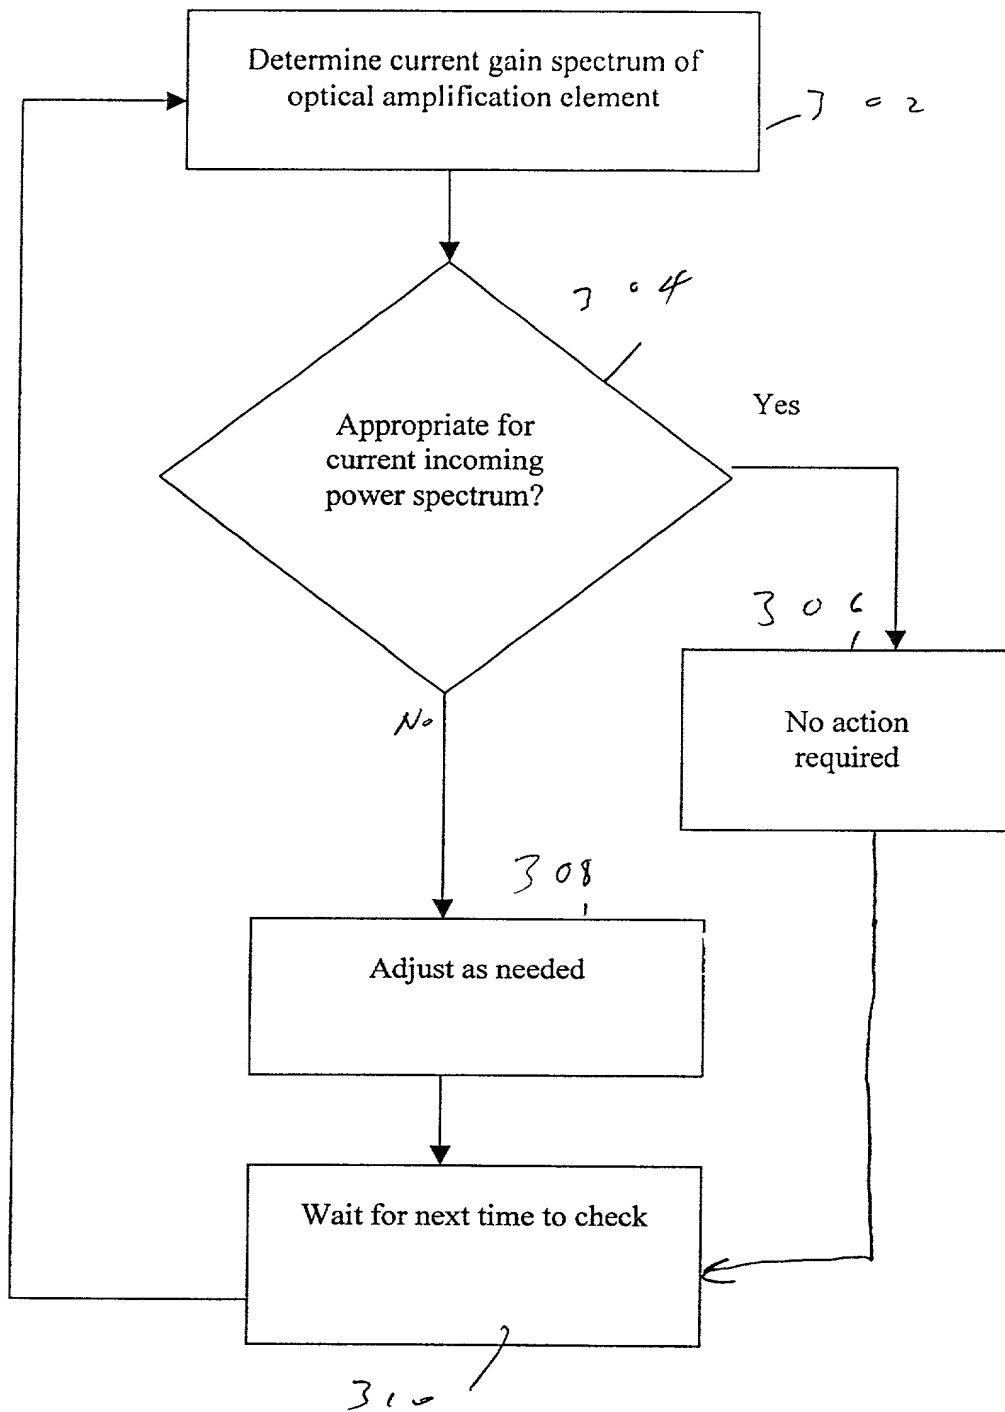 Determine current gain spectrum of
optical amplification element
302
304
Appropriate for
current incoming
power spectrum?
Yes
306
No action
required
No
308
Adjust as needed
Wait for next time to check
310